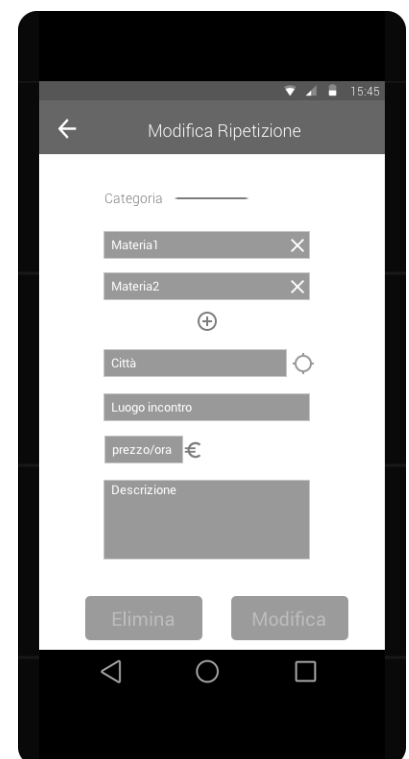 15:45
Modifica Ripetizione
Categoria
Materia1
Materia2
Città
Luogo incontro
prezzo/ora €
Descrizione
Elimina Modifica